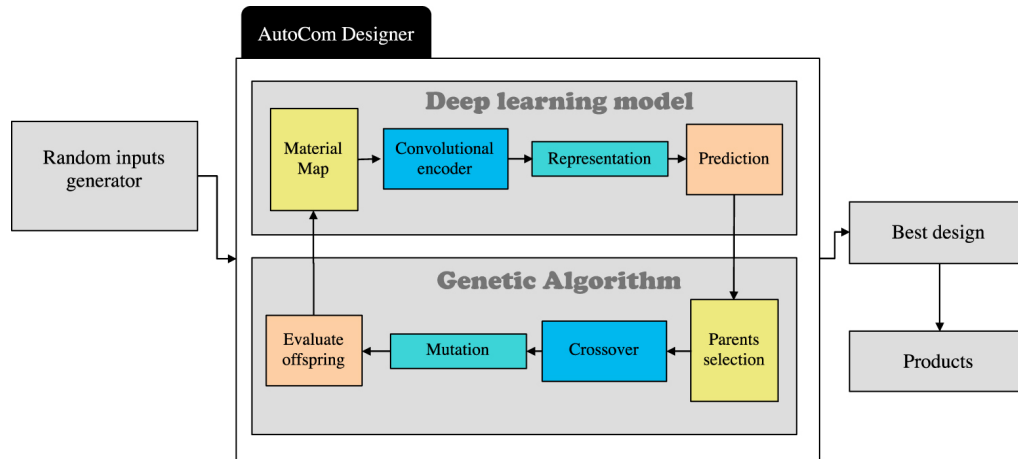 AutoCom Designer
Deep learning model
Random inputs
generator
Material
Map
Convolutional
encoder
Representation
Prediction
Best design
Genetic Algorithm
Evaluate
offspring
Mutation
Crossover
Parents
selection
Products